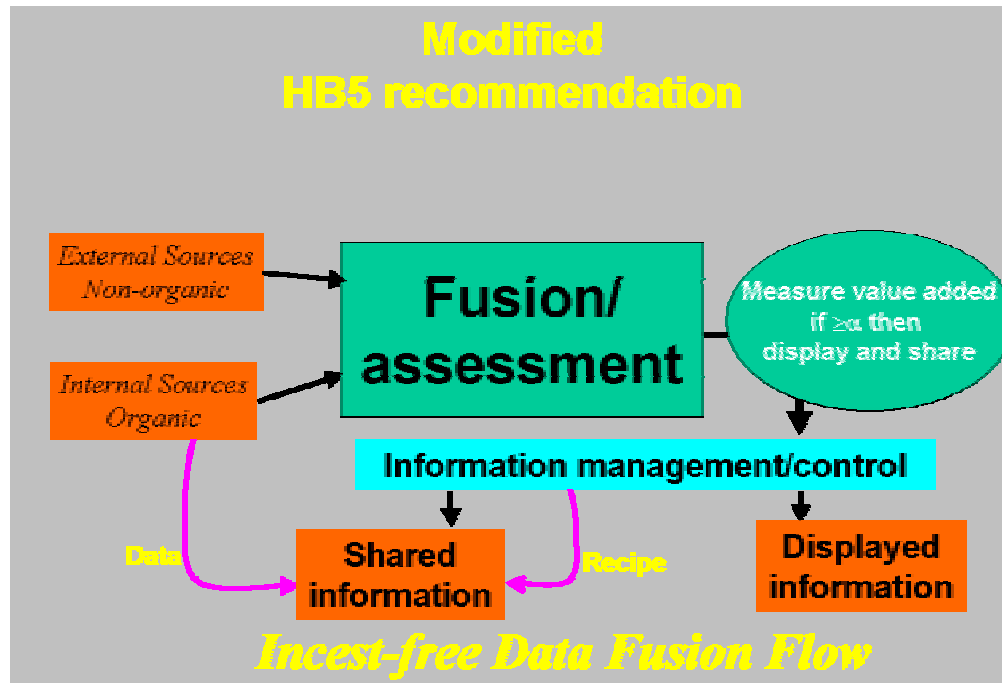 Modified
HB5 recommendation
External Sources
Non-organic
Fusion/
assessment
Measure value added
if ≥α then
display and share
Internal Sources
Organic
Information management/control
Data
Shared
information
Recipe
Displayed
information
Incest-free Data Fusion Flow